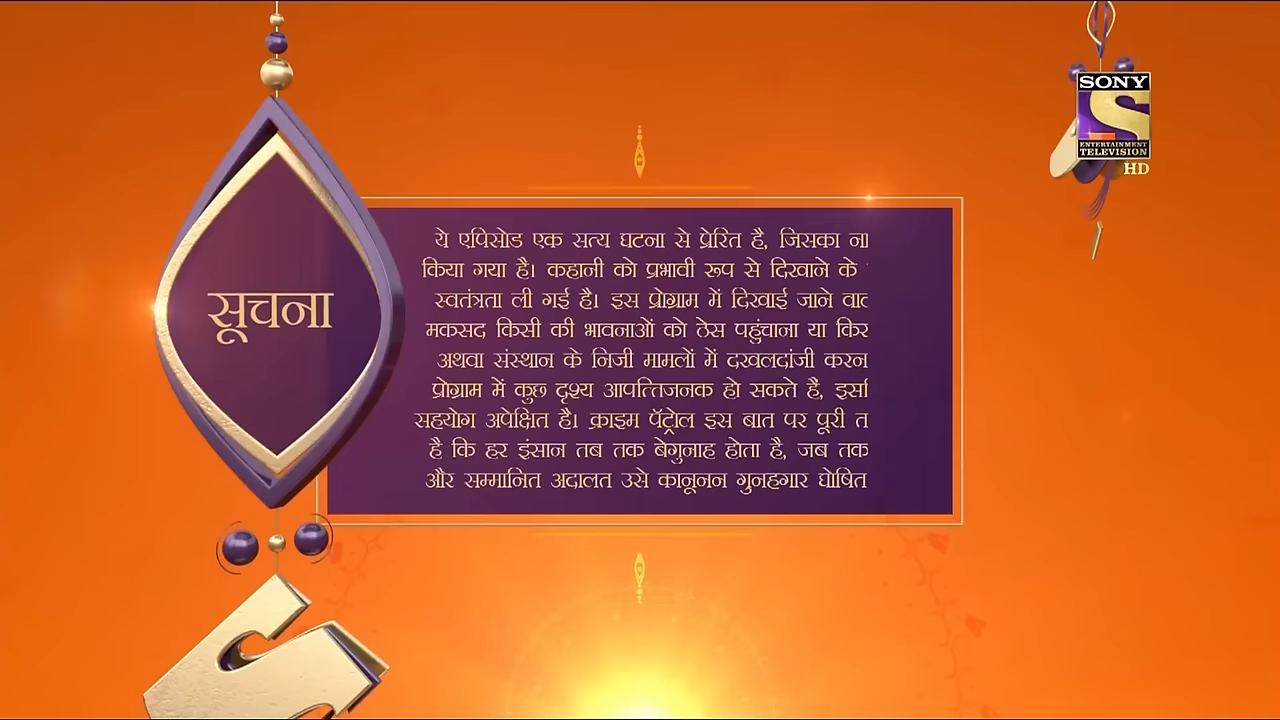 SONY
ENTERTAINMENT
TELEVISION
HD
सूचना
ये एपिसोड एक सत्य घटना से प्रेरित है, जिसका ना
किया गया है। कहानी को प्रभावी रूप से दिखाने के
स्वतंत्रता ली गई है। इस प्रोग्राम में दिखाई जाने
मकसद किसी की भावनाओं को ठेस पहुंचाना या
अथवा संस्थान के निजी मामलों में दखलदांजी करन
प्रोग्राम में कुछ दृश्य आपत्तिजनक हो सकते हैं,
सहयोग अपेक्षित है। क्राइम पॅट्रोल इस बात पर पूरी त
है कि हर इंसान तब तक बेगुनाह होता है, जब तक
और सम्मानित अदालत उसे कानूनन गुनहगार घोषित